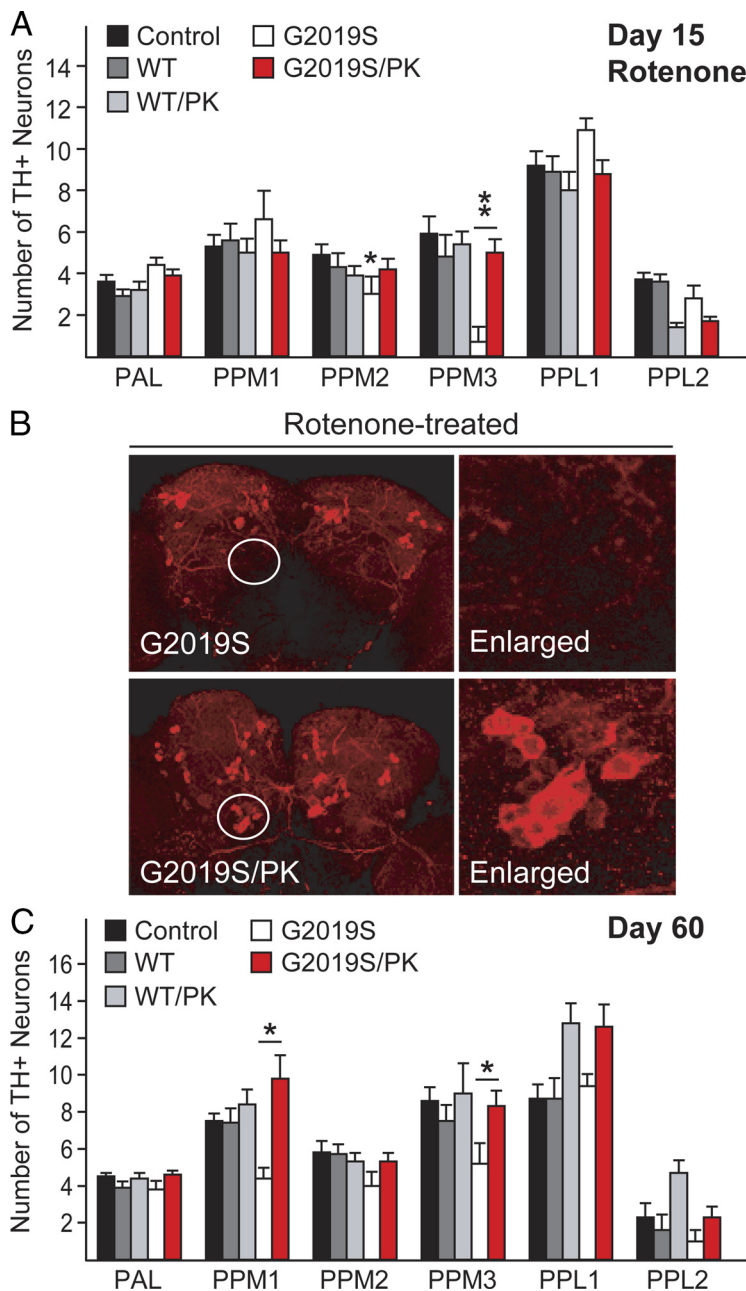 A
Control
G2019S
Day 15
WT
G2019S/PK
Rotenone
WT/PK
Number of TH+ Neurons
14
12
10
8
6
4
2
*
*
*
PAL PPM1 PPM2 PPM3 PPL1 PPL2
B
Rotenone-treated
G2019S
Enlarged
G2019S/PK
Enlarged
C
Control
G2019S
Day 60
WT
G2019S/PK
WT/PK
Number of TH+ Neurons
16
14
12
10
8
6
4
2
*
*
PAL PPM1 PPM2 PPM3 PPL1 PPL2